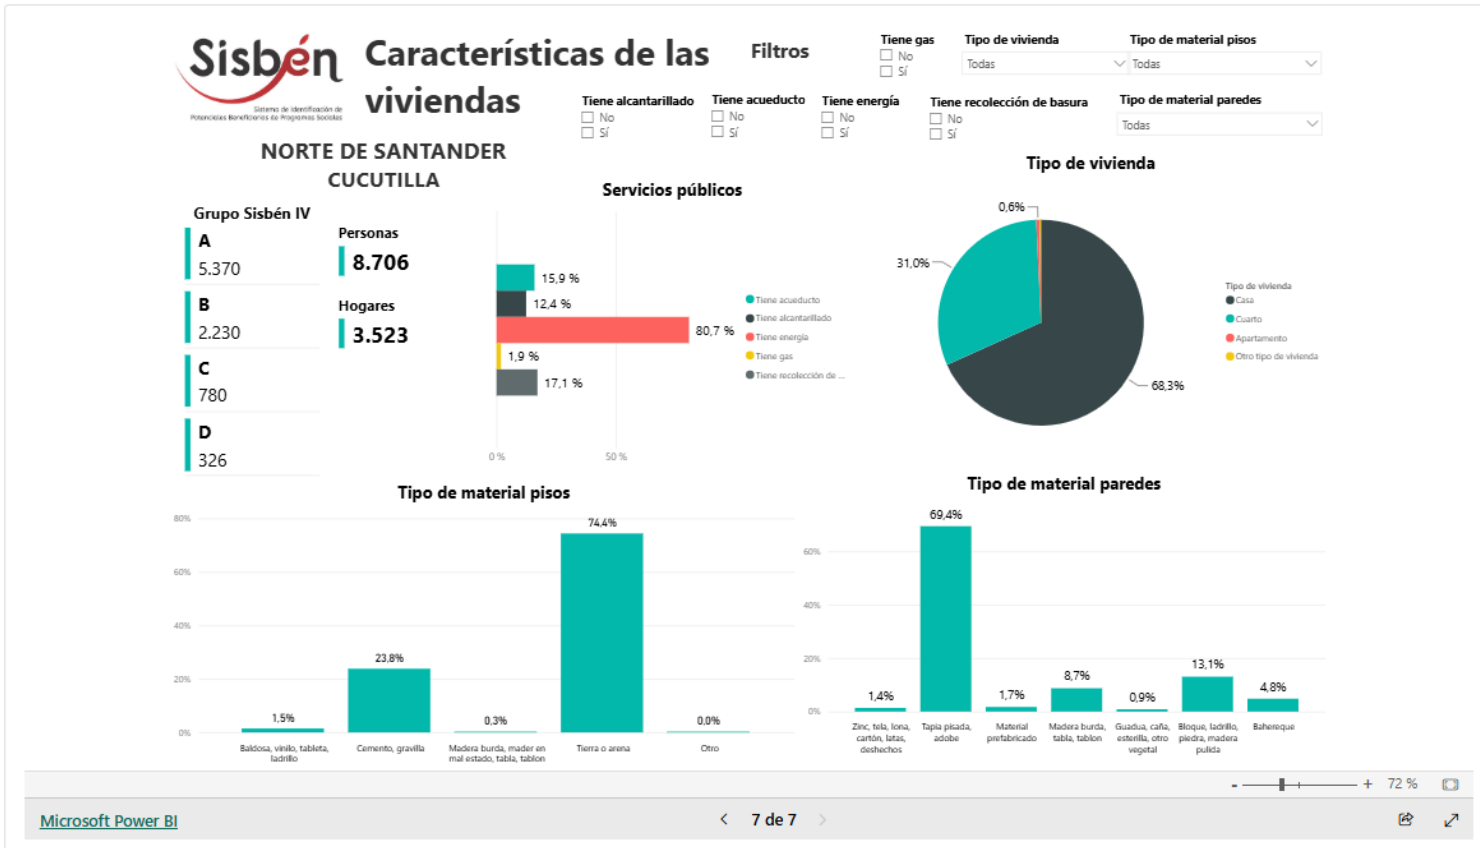 Sisbén
Sistema de Identificación de
Potenciales Beneficiarios de Programas Sociales
Características de las
viviendas
Filtros
Tiene gas
No
Sí
Tipo de vivienda
Todas
Tipo de material pisos
Todas
Tiene alcantarillado
No
Sí
Tiene acueducto
No
Sí
Tiene energía
No
Sí
Tiene recolección de basura
No
Sí
Tipo de material paredes
Todas
NORTE DE SANTANDER
CUCUTILLA
Grupo Sisbén IV
A
5.370
B
2.230
C
780
D
326
Personas
8.706
Hogares
3.523
Servicios públicos
15,9 %
12,4 %
80,7 %
1,9 %
17,1 %
0 %
50 %
Tiene acueducto
Tiene alcantarillado
Tiene energía
Tiene gas
Tiene recolección de ...
Tipo de vivienda
0,6%
31,0%
68,3%
Tipo de vivienda
Casa
Cuarto
Apartamento
Otro tipo de vivienda
Tipo de material pisos
80%
60%
40%
20%
0%
1,5%
23,8%
0,3%
74,4%
0,0%
Baldosa, vinilo, tableta,
ladrillo
Cemento, gravilla
Madera burda, mader en
mal estado, tabla, tablon
Tierra o arena
Otro
Tipo de material paredes
60%
40%
20%
0%
1,4%
69,4%
1,7%
8,7%
0,9%
13,1%
4,8%
Zinc, tela, lona,
cartón, latas,
deshechos
Tapia pisada,
adobe
Material
prefabricado
Madera burda,
tabla, tablon
Guadua, caña,
esterilla, otro
vegetal
Bloque, ladrillo,
piedra, madera
pulida
Bahereque
- + 72 %
Microsoft Power BI
< 7 de 7 >